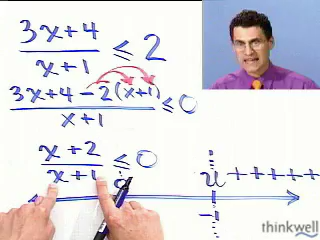 3x+4
x+1
≤ 2
3x+4 -2(x+1)
x+1
≤ 0
x+2
x+1
≤ 0
+ + + + + +
-1
thinkwell